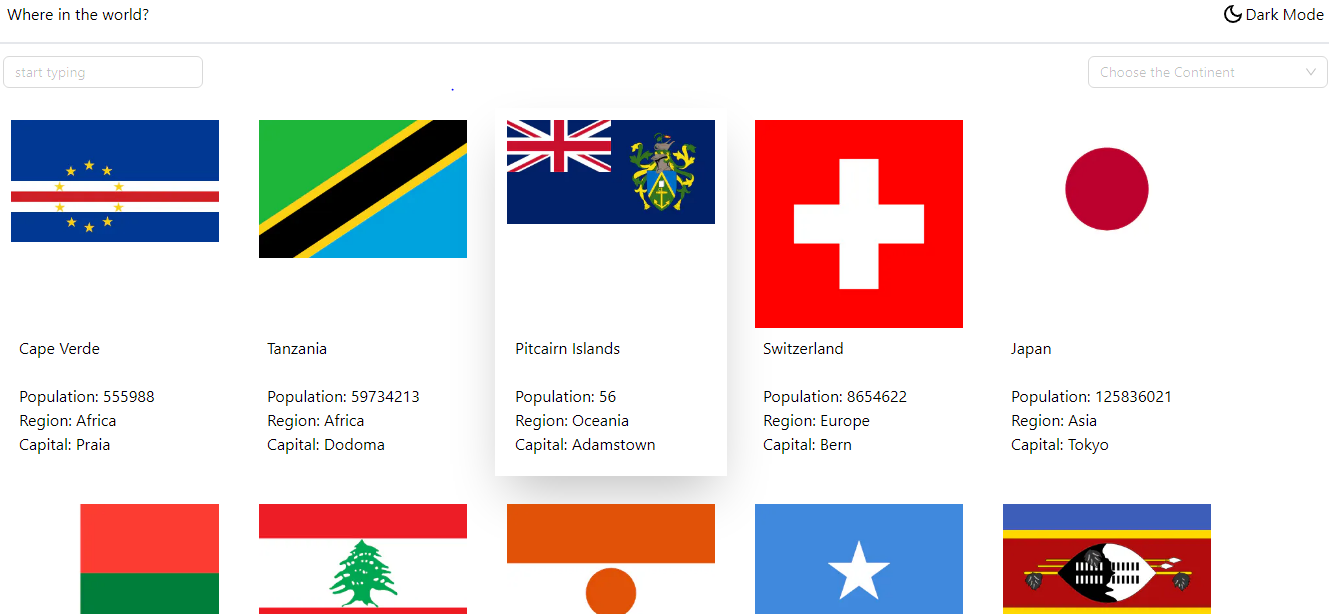 Where in the world?
Dark Mode
start typing
Choose the Continent
Cape Verde
Population: 555988
Region: Africa
Capital: Praia
Tanzania
Population: 59734213
Region: Africa
Capital: Dodoma
Pitcairn Islands
Population: 56
Region: Oceania
Capital: Adamstown
Switzerland
Population: 8654622
Region: Europe
Capital: Bern
Japan
Population: 125836021
Region: Asia
Capital: Tokyo